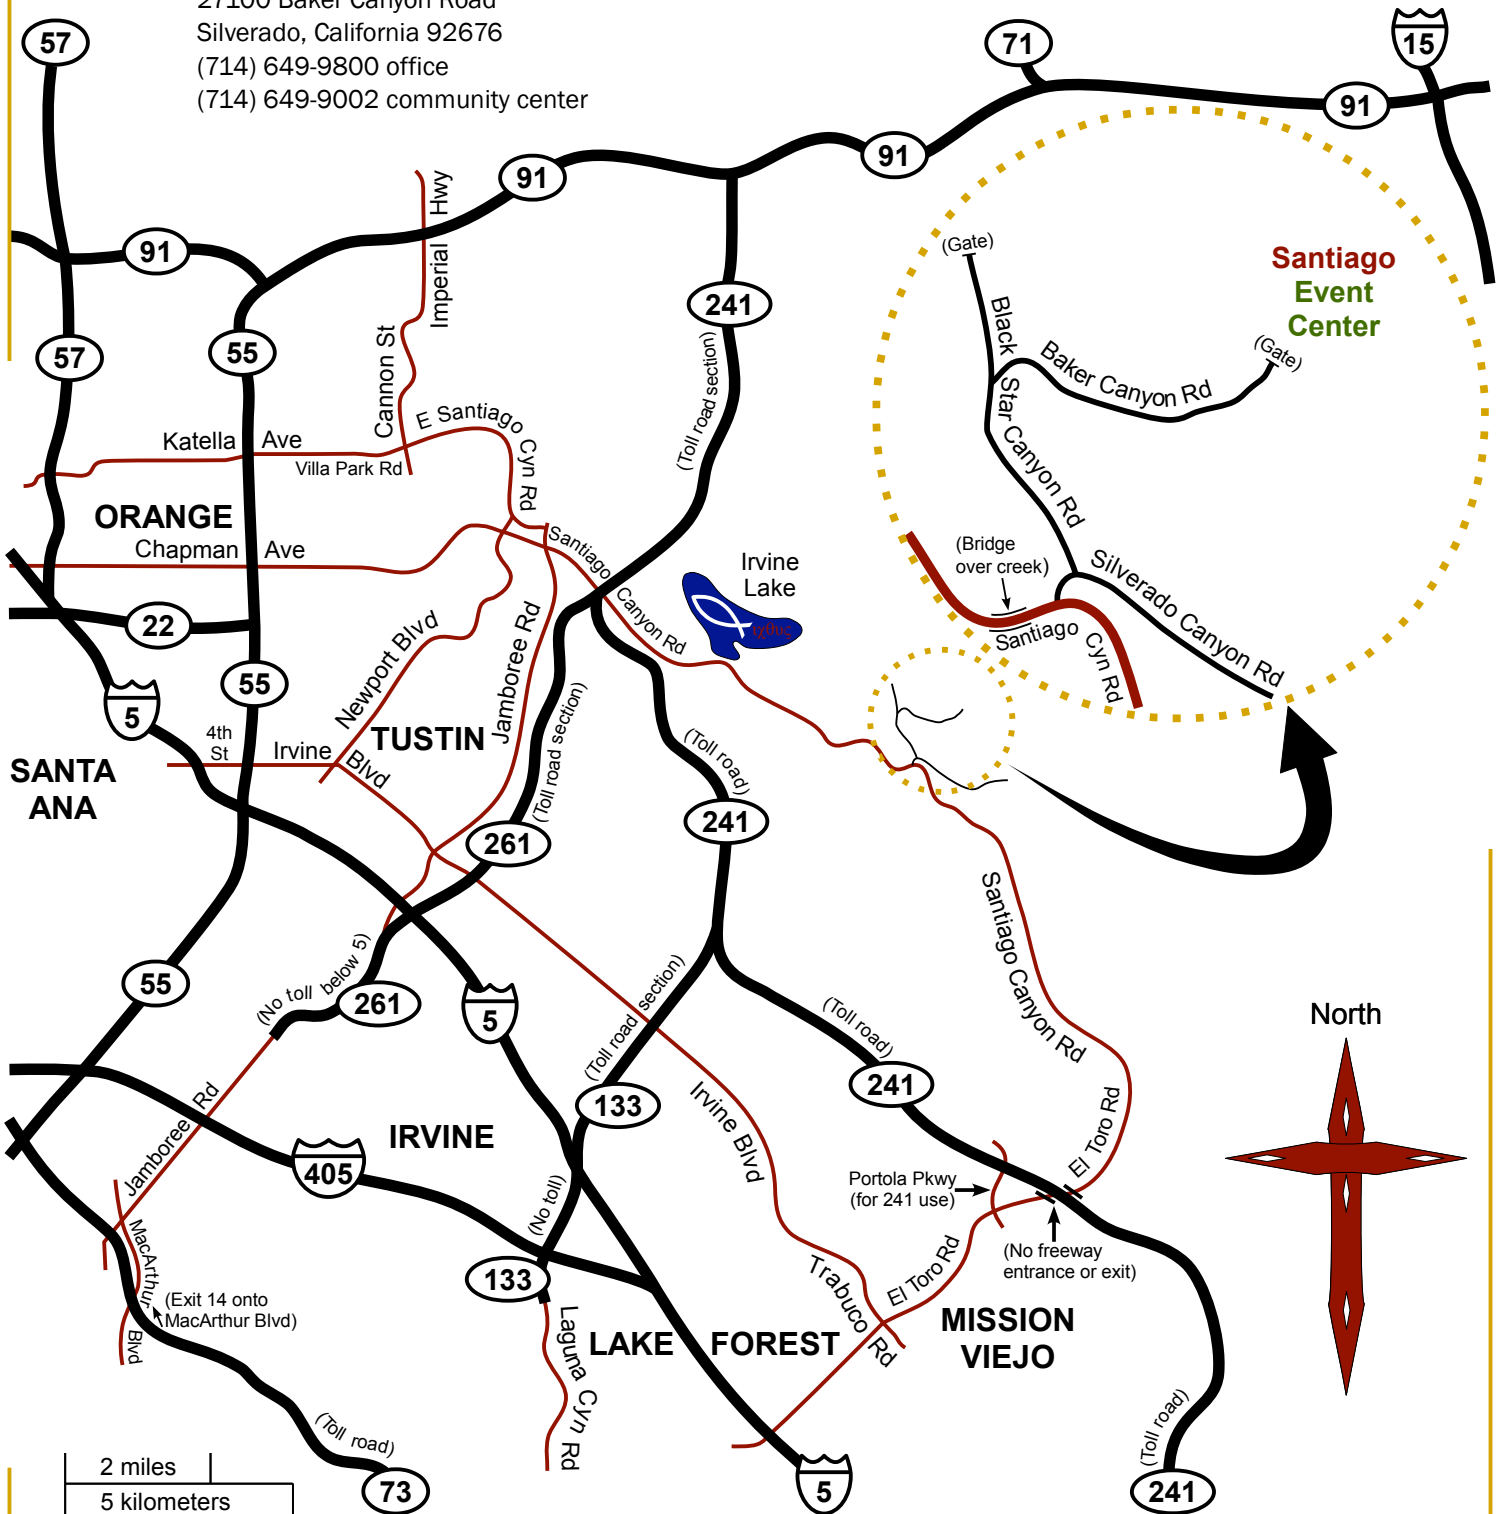 27100 Baker Canyon Road
Silverado, California 92676
(714) 649-9800 office
(714) 649-9002 community center
57
71
15
91
91
91
91
Imperial Hwy
241
(Gate)
Santiago
Event
Center
57
55
Cannon St
(Toll road section)
Black Star Canyon Rd
Baker Canyon Rd
(Gate)
E Santiago Cyn Rd
Katella Ave
Villa Park Rd
ORANGE
Chapman Ave
Santiago Canyon Rd
Irvine
Lake
ιχθυς
(Bridge
over creek)
Silverado Canyon Rd
Santiago Cyn Rd
22
Newport Blvd
Jamboree Rd
55
5
4th
St
Irvine Blvd
TUSTIN
(Toll road section)
(Toll road)
SANTA
ANA
241
261
Santiago Canyon Rd
55
(No toll below 5)
261
5
(Toll road section)
(Toll road)
North
241
133
Jamboree Rd
IRVINE
Irvine Blvd
El Toro Rd
405
Portola Pkwy
(for 241 use)
(No toll)
MacArthur Blvd
(No freeway
entrance or exit)
133
El Toro Rd
Trabuco Rd
(Exit 14 onto
MacArthur Blvd)
LAKE FOREST
MISSION
VIEJO
Laguna Cyn Rd
(Toll road)
(Toll road)
2 miles
5 kilometers
73
5
241